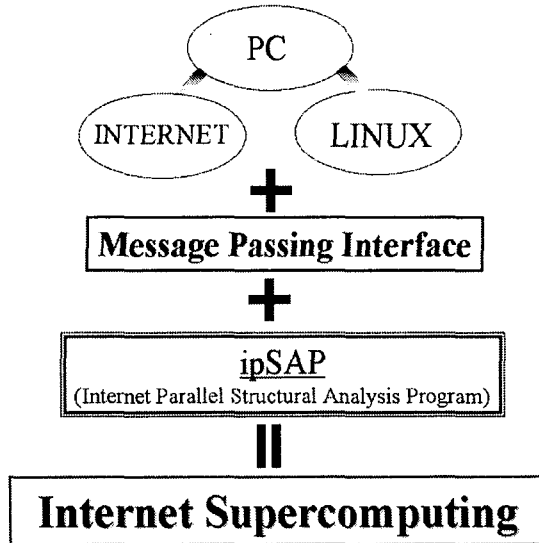 PC
INTERNET LINUX
+
Message Passing Interface
+
ipSAP
(Internet Parallel Structural Analysis Program)
=
Internet Supercomputing